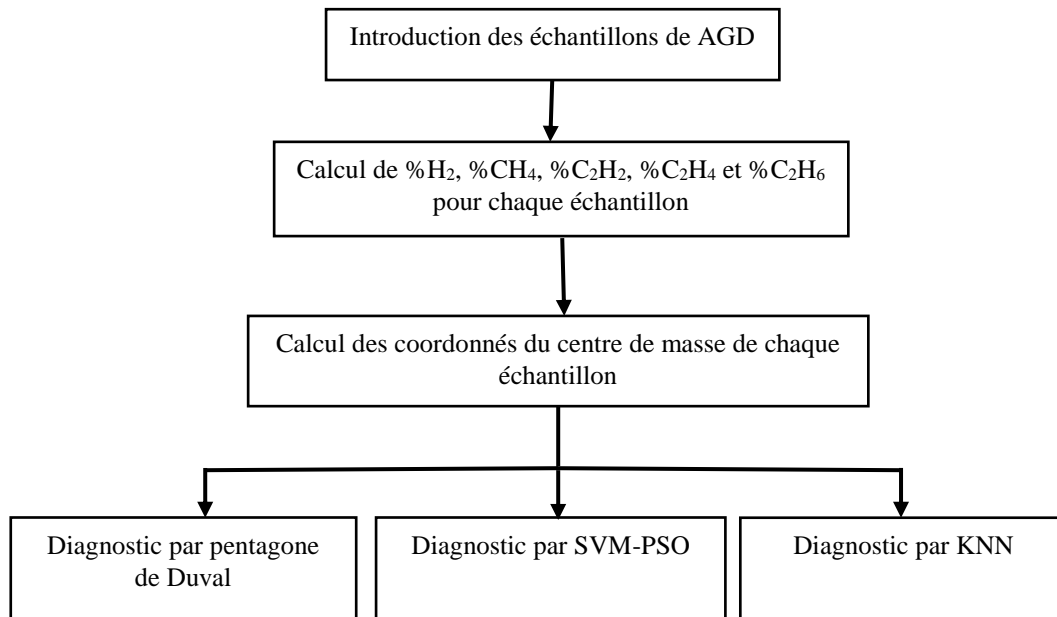 Introduction des échantillons de AGD
Calcul de %H₂, %CH₄, %C₂H₂, %C₂H₄ et %C₂H₆
pour chaque échantillon
Calcul des coordonnés du centre de masse de chaque
échantillon
Diagnostic par pentagone
de Duval
Diagnostic par SVM-PSO
Diagnostic par KNN